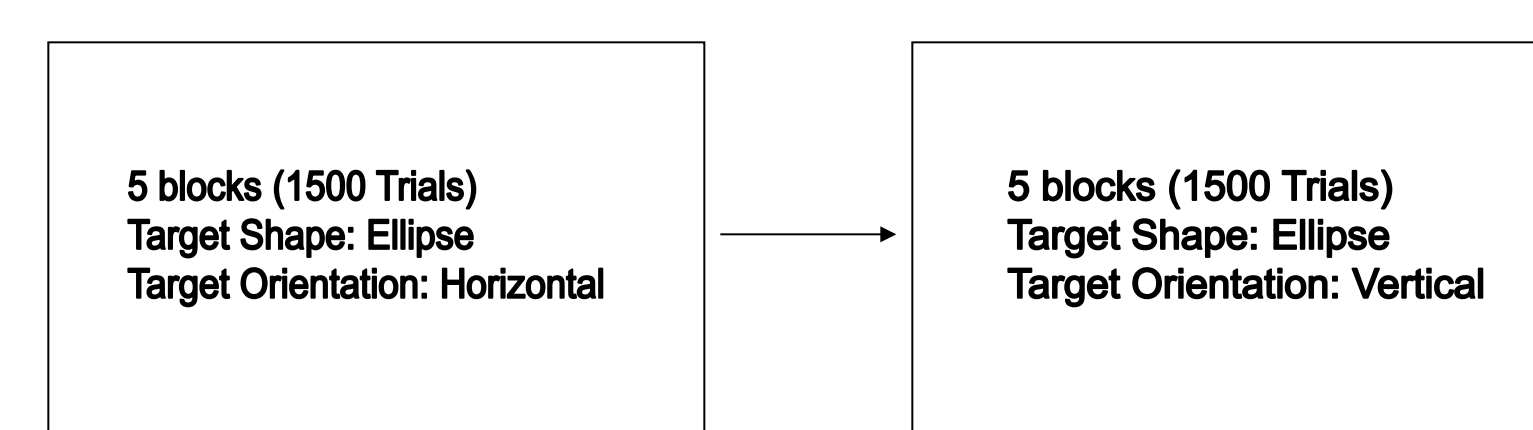 5 blocks (1500 Trials)
Target Shape: Ellipse
Target Orientation: Horizontal
5 blocks (1500 Trials)
Target Shape: Ellipse
Target Orientation: Vertical